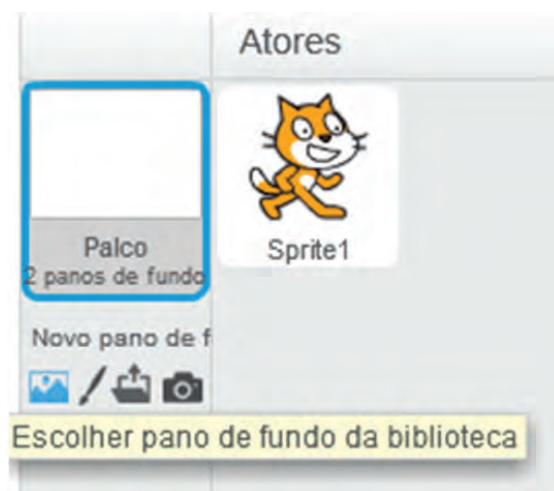 Atores
Palco
2 panos de fundo
Sprite1
Novo pano de f
Escolher pano de fundo da biblioteca